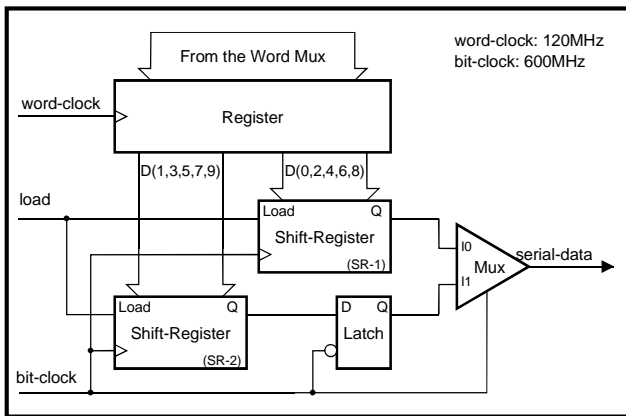 From the Word Mux
word-clock: 120MHz
bit-clock: 600MHz
word-clock
Register
D(1,3,5,7,9)
D(0,2,4,6,8)
load
Load Q
Shift-Register
(SR-1)
I0
serial-data
Mux
I1
Load Q
Shift-Register
(SR-2)
D Q
Latch
bit-clock